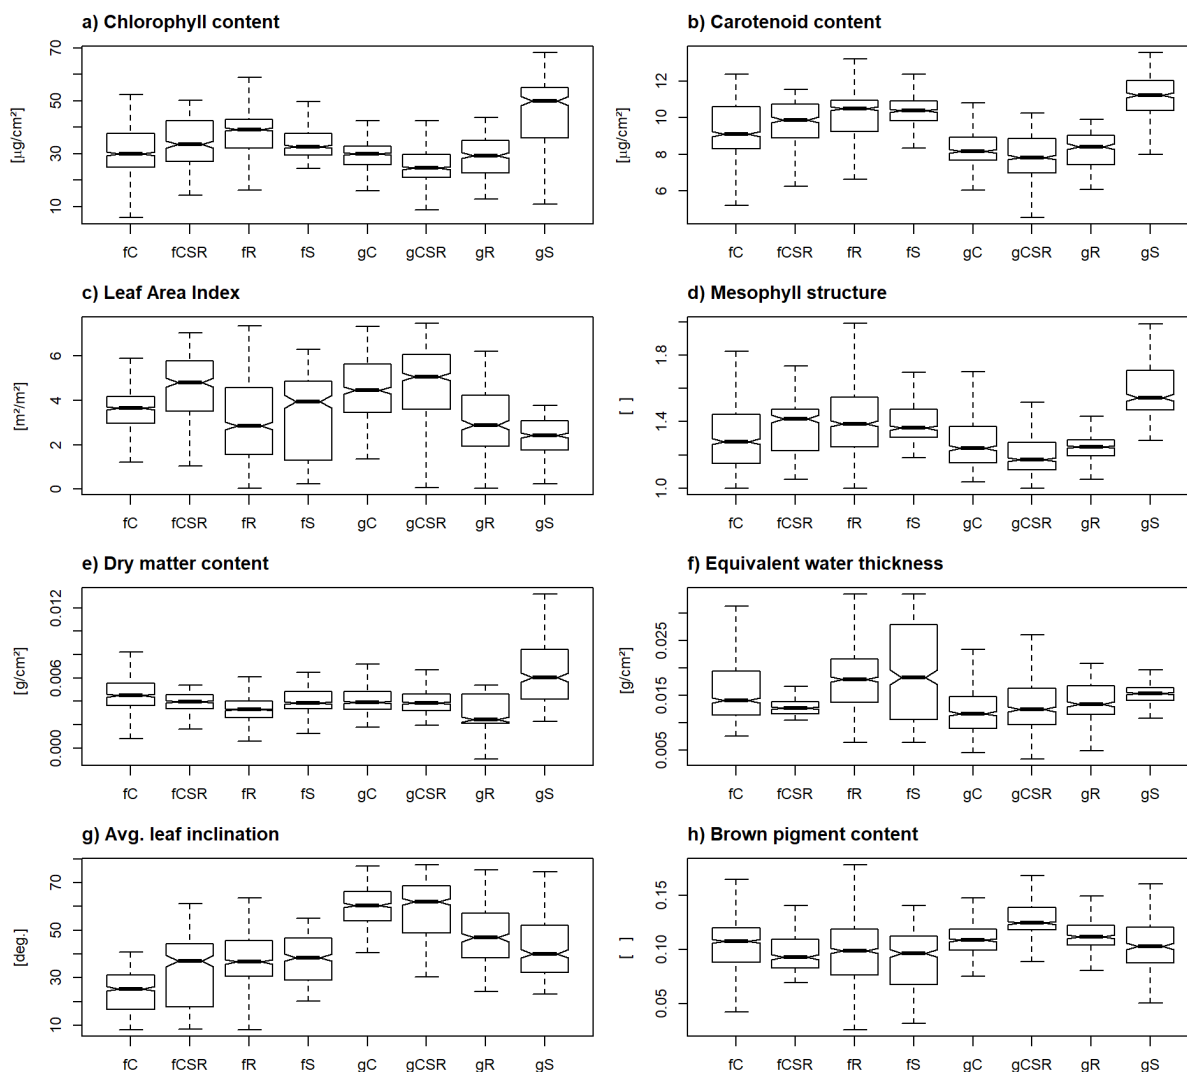 a) Chlorophyll content
[µg/cm²]
70
50
30
10
fC fCSR fR fS gC gCSR gR gS
b) Carotenoid content
[µg/cm²]
12
10
8
6
fC fCSR fR fS gC gCSR gR gS
c) Leaf Area Index
[m²/m²]
6
4
2
0
fC fCSR fR fS gC gCSR gR gS
d) Mesophyll structure
[ ]
1.8
1.4
1.0
fC fCSR fR fS gC gCSR gR gS
e) Dry matter content
[g/cm²]
0.012
0.006
0.000
fC fCSR fR fS gC gCSR gR gS
f) Equivalent water thickness
[g/cm²]
0.025
0.015
0.005
fC fCSR fR fS gC gCSR gR gS
g) Avg. leaf inclination
[deg.]
70
50
30
10
fC fCSR fR fS gC gCSR gR gS
h) Brown pigment content
[ ]
0.15
0.10
0.05
fC fCSR fR fS gC gCSR gR gS